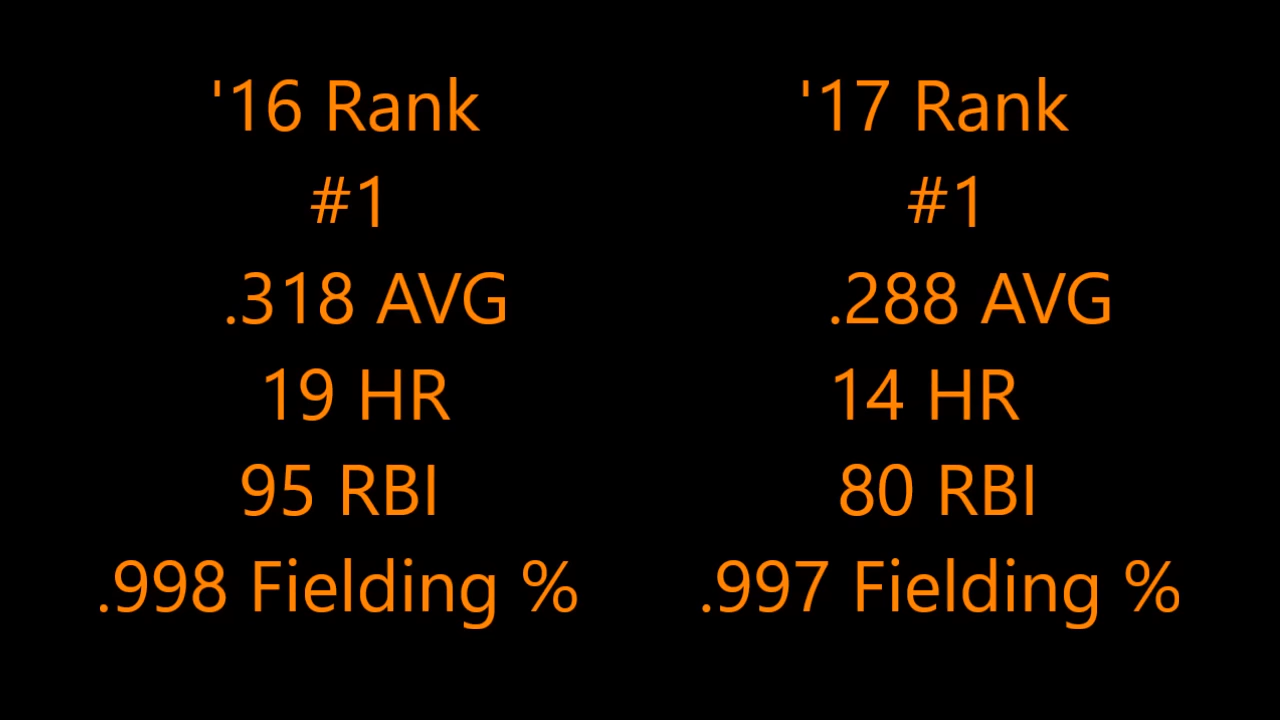 '16 Rank
#1
.318 AVG
19 HR
95 RBI
.998 Fielding %
'17 Rank
#1
.288 AVG
14 HR
80 RBI
.997 Fielding %